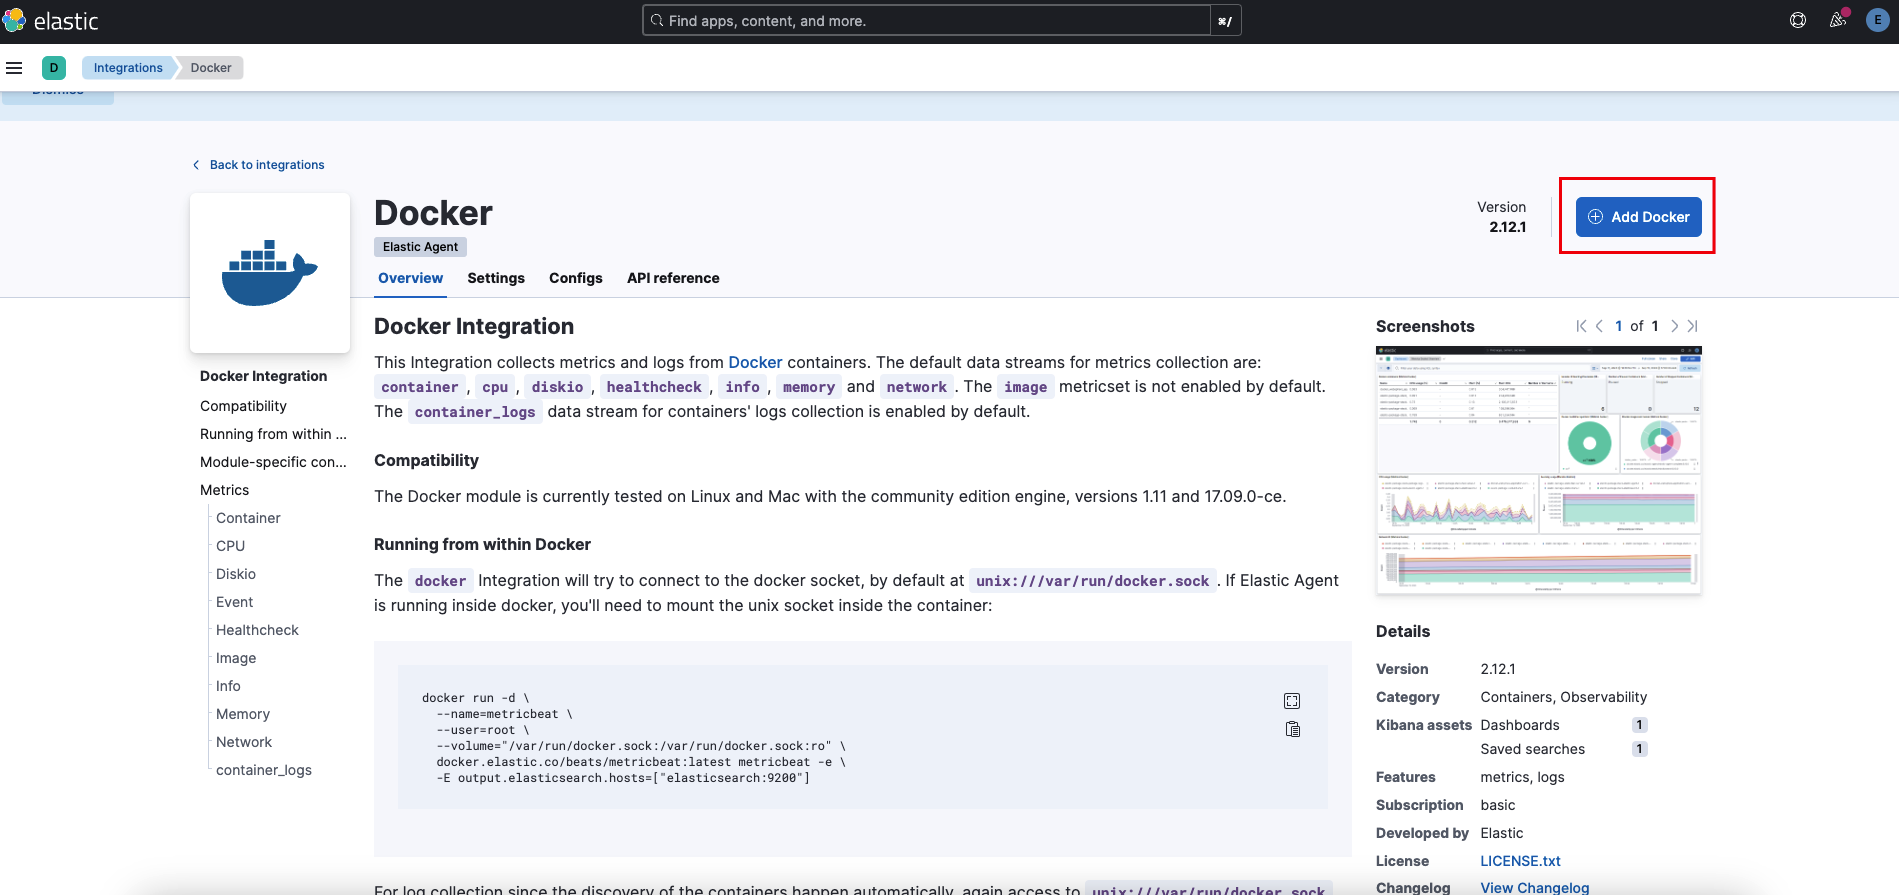 elastic
Find apps, content, and more.
⌘/
E
D
Integrations
Docker
Dismiss
Back to integrations
Docker
Elastic Agent
Version
2.12.1
Add Docker
Overview
Settings
Configs
API reference
Docker Integration
Compatibility
Running from within ...
Module-specific con...
Metrics
Container
CPU
Diskio
Event
Healthcheck
Image
Info
Memory
Network
container_logs
Docker Integration
This Integration collects metrics and logs from Docker containers. The default data streams for metrics collection are:
container , cpu , diskio , healthcheck , info , memory and network . The image metricset is not enabled by default.
The container_logs data stream for containers' logs collection is enabled by default.
Compatibility
The Docker module is currently tested on Linux and Mac with the community edition engine, versions 1.11 and 17.09.0-ce.
Running from within Docker
The docker Integration will try to connect to the docker socket, by default at unix:///var/run/docker.sock . If Elastic Agent
is running inside docker, you'll need to mount the unix socket inside the container:
docker run -d \
--name=metricbeat \
--user=root \
--volume="/var/run/docker.sock:/var/run/docker.sock:ro" \
docker.elastic.co/beats/metricbeat:latest metricbeat -e \
-E output.elasticsearch.hosts=["elasticsearch:9200"]
For log collection since the discovery of the containers happen automatically, again access to unix:///var/run/docker.sock
Screenshots
1 of 1
Details
Version 2.12.1
Category Containers, Observability
Kibana assets Dashboards 1
Saved searches 1
Features metrics, logs
Subscription basic
Developed by Elastic
License LICENSE.txt
Changelog View Changelog